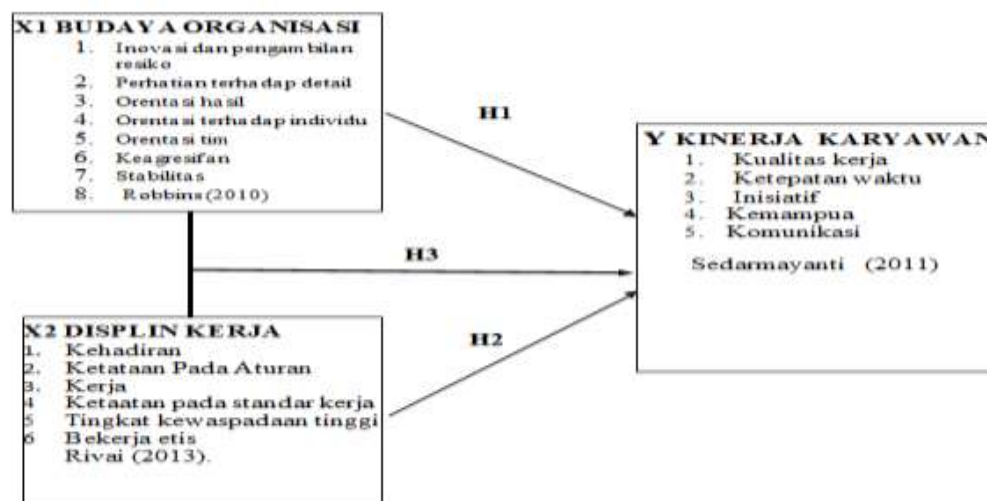 X1 BUDAYA ORGANISASI
1. Inovasi dan pengambilan
resiko
2. Perhatian terhadap detail
3. Orentasi hasil
4. Orentasi terhadap individu
5. Orentasi tim
6. Keagresifan
7. Stabilitas
8. Robbins(2010)
H1
Y KINERJA KARYAWAN
1. Kualitas kerja
2. Ketepatan waktu
3. Inisiatif
4. Kemampua
5. Komunikasi
Sedarmayanti (2011)
H3
X2 DISPLIN KERJA
1. Kehadiran
2. Ketataan Pada Aturan
3. Kerja
4 Ketaatan pada standar kerja
5 Tingkat kewaspadaan tinggi
6 Bekerja etis
Rivai (2013).
H2